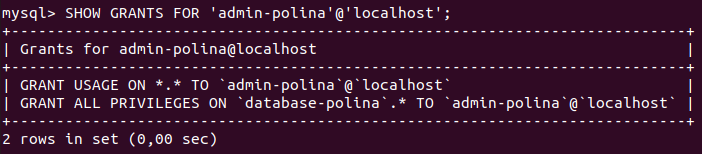 mysql> SHOW GRANTS FOR 'admin-polina'@'localhost';
+---------------------------------------------------------------------------+
| Grants for admin-polina@localhost                                         |
+---------------------------------------------------------------------------+
| GRANT USAGE ON *.* TO `admin-polina`@`localhost`                          |
| GRANT ALL PRIVILEGES ON `database-polina`.* TO `admin-polina`@`localhost` |
+---------------------------------------------------------------------------+
2 rows in set (0,00 sec)